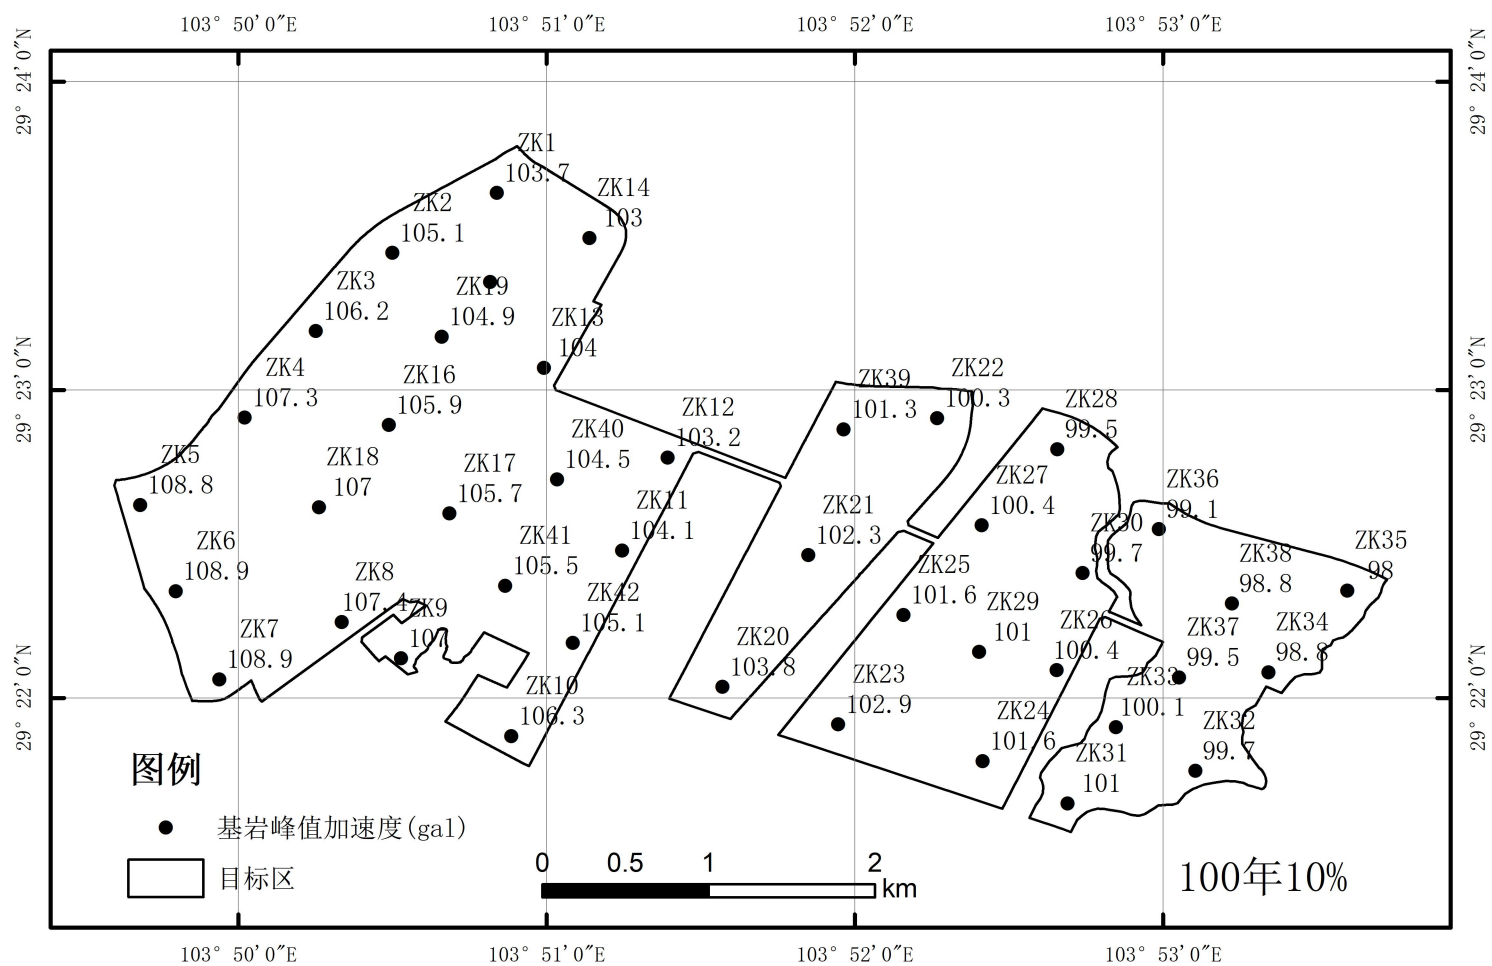 103° 50′0″E
103° 51′0″E
103° 52′0″E
103° 53′0″E
29° 24′0″N
29° 24′0″N
ZK1
103.7
ZK14
103
ZK2
105.1
ZK3
106.2
ZK19
104.9
ZK13
104
29° 23′0″N
29° 23′0″N
ZK4
107.3
ZK16
105.9
ZK39
101.3
ZK22
100.3
ZK28
99.5
ZK12
103.2
ZK40
104.5
ZK5
108.8
ZK18
107
ZK17
105.7
ZK27
100.4
ZK36
99.1
ZK11
104.1
ZK21
102.3
ZK30
99.7
ZK6
108.9
ZK41
105.5
ZK38
98.8
ZK35
98
ZK8
107.4
ZK25
101.6
ZK42
105.1
ZK9
107
ZK29
101
ZK26
100.4
ZK37
99.5
ZK34
98.8
ZK7
108.9
ZK20
103.8
29° 22′0″N
29° 22′0″N
ZK23
102.9
ZK33
100.1
ZK10
106.3
ZK24
101.6
ZK32
99.7
ZK31
101
图例
基岩峰值加速度(gal)
目标区
0 0.5 1 2
km
100年10%
103° 50′0″E
103° 51′0″E
103° 52′0″E
103° 53′0″E